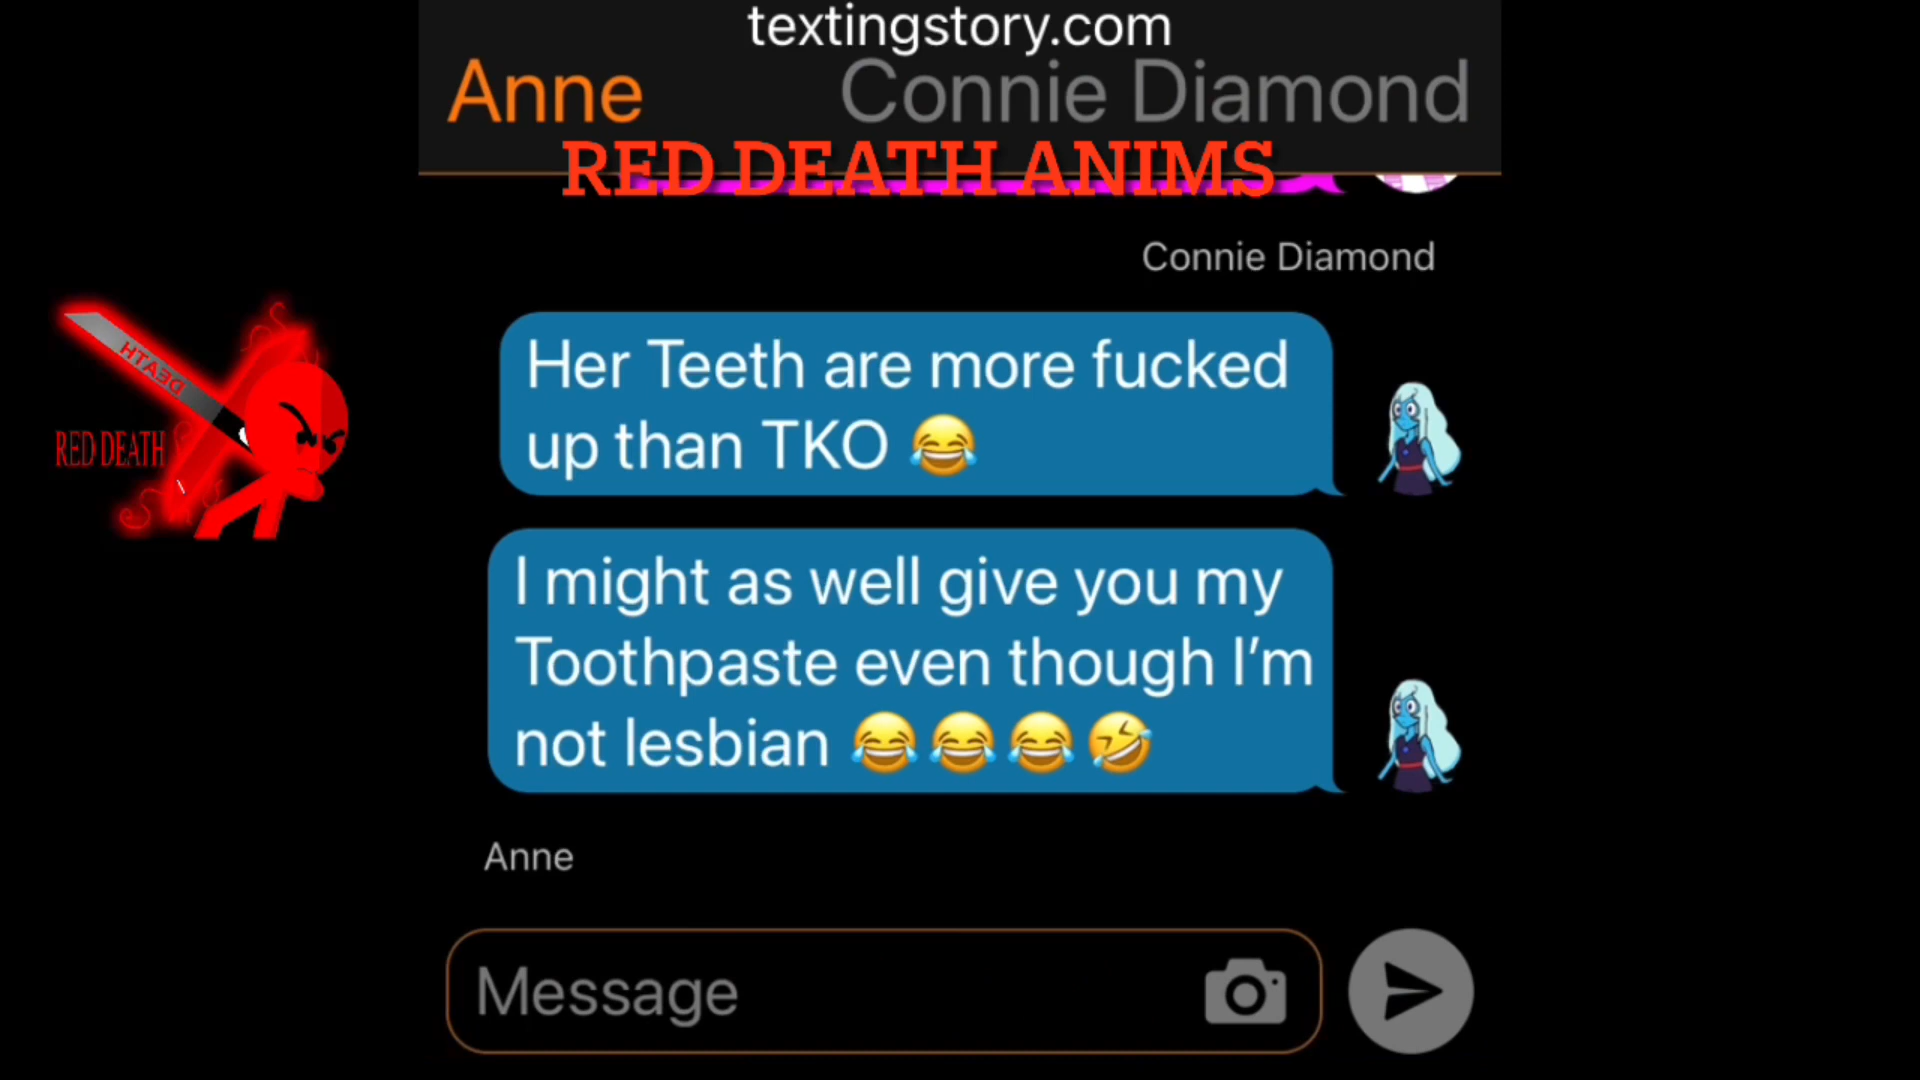 textingstory.com
Anne
Connie Diamond
RED DEATH ANIMS
Connie Diamond
Her Teeth are more fucked
up than TKO 😂
DEATH
RED DEATH
I might as well give you my
Toothpaste even though I’m
not lesbian 😂😂😂🤣
Anne
Message